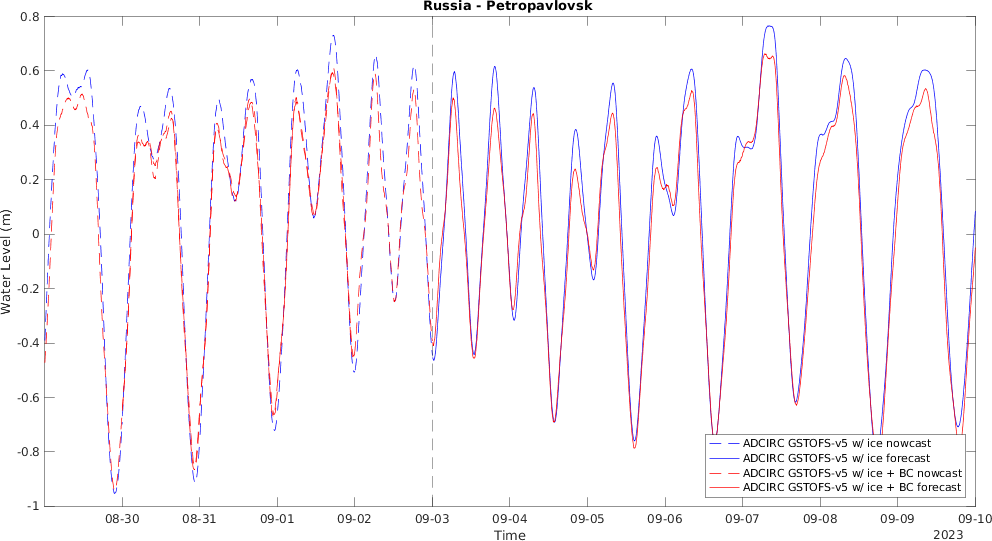 Russia - Petropavlovsk
0.8
0.6
0.4
0.2
0
-0.2
-0.4
-0.6
-0.8
-1
Water Level (m)
ADCIRC GSTOFS-v5 w/ ice nowcast
ADCIRC GSTOFS-v5 w/ ice forecast
ADCIRC GSTOFS-v5 w/ ice + BC nowcast
ADCIRC GSTOFS-v5 w/ ice + BC forecast
08-30 08-31 09-01 09-02 09-03 09-04 09-05 09-06 09-07 09-08 09-09 09-10
Time
2023